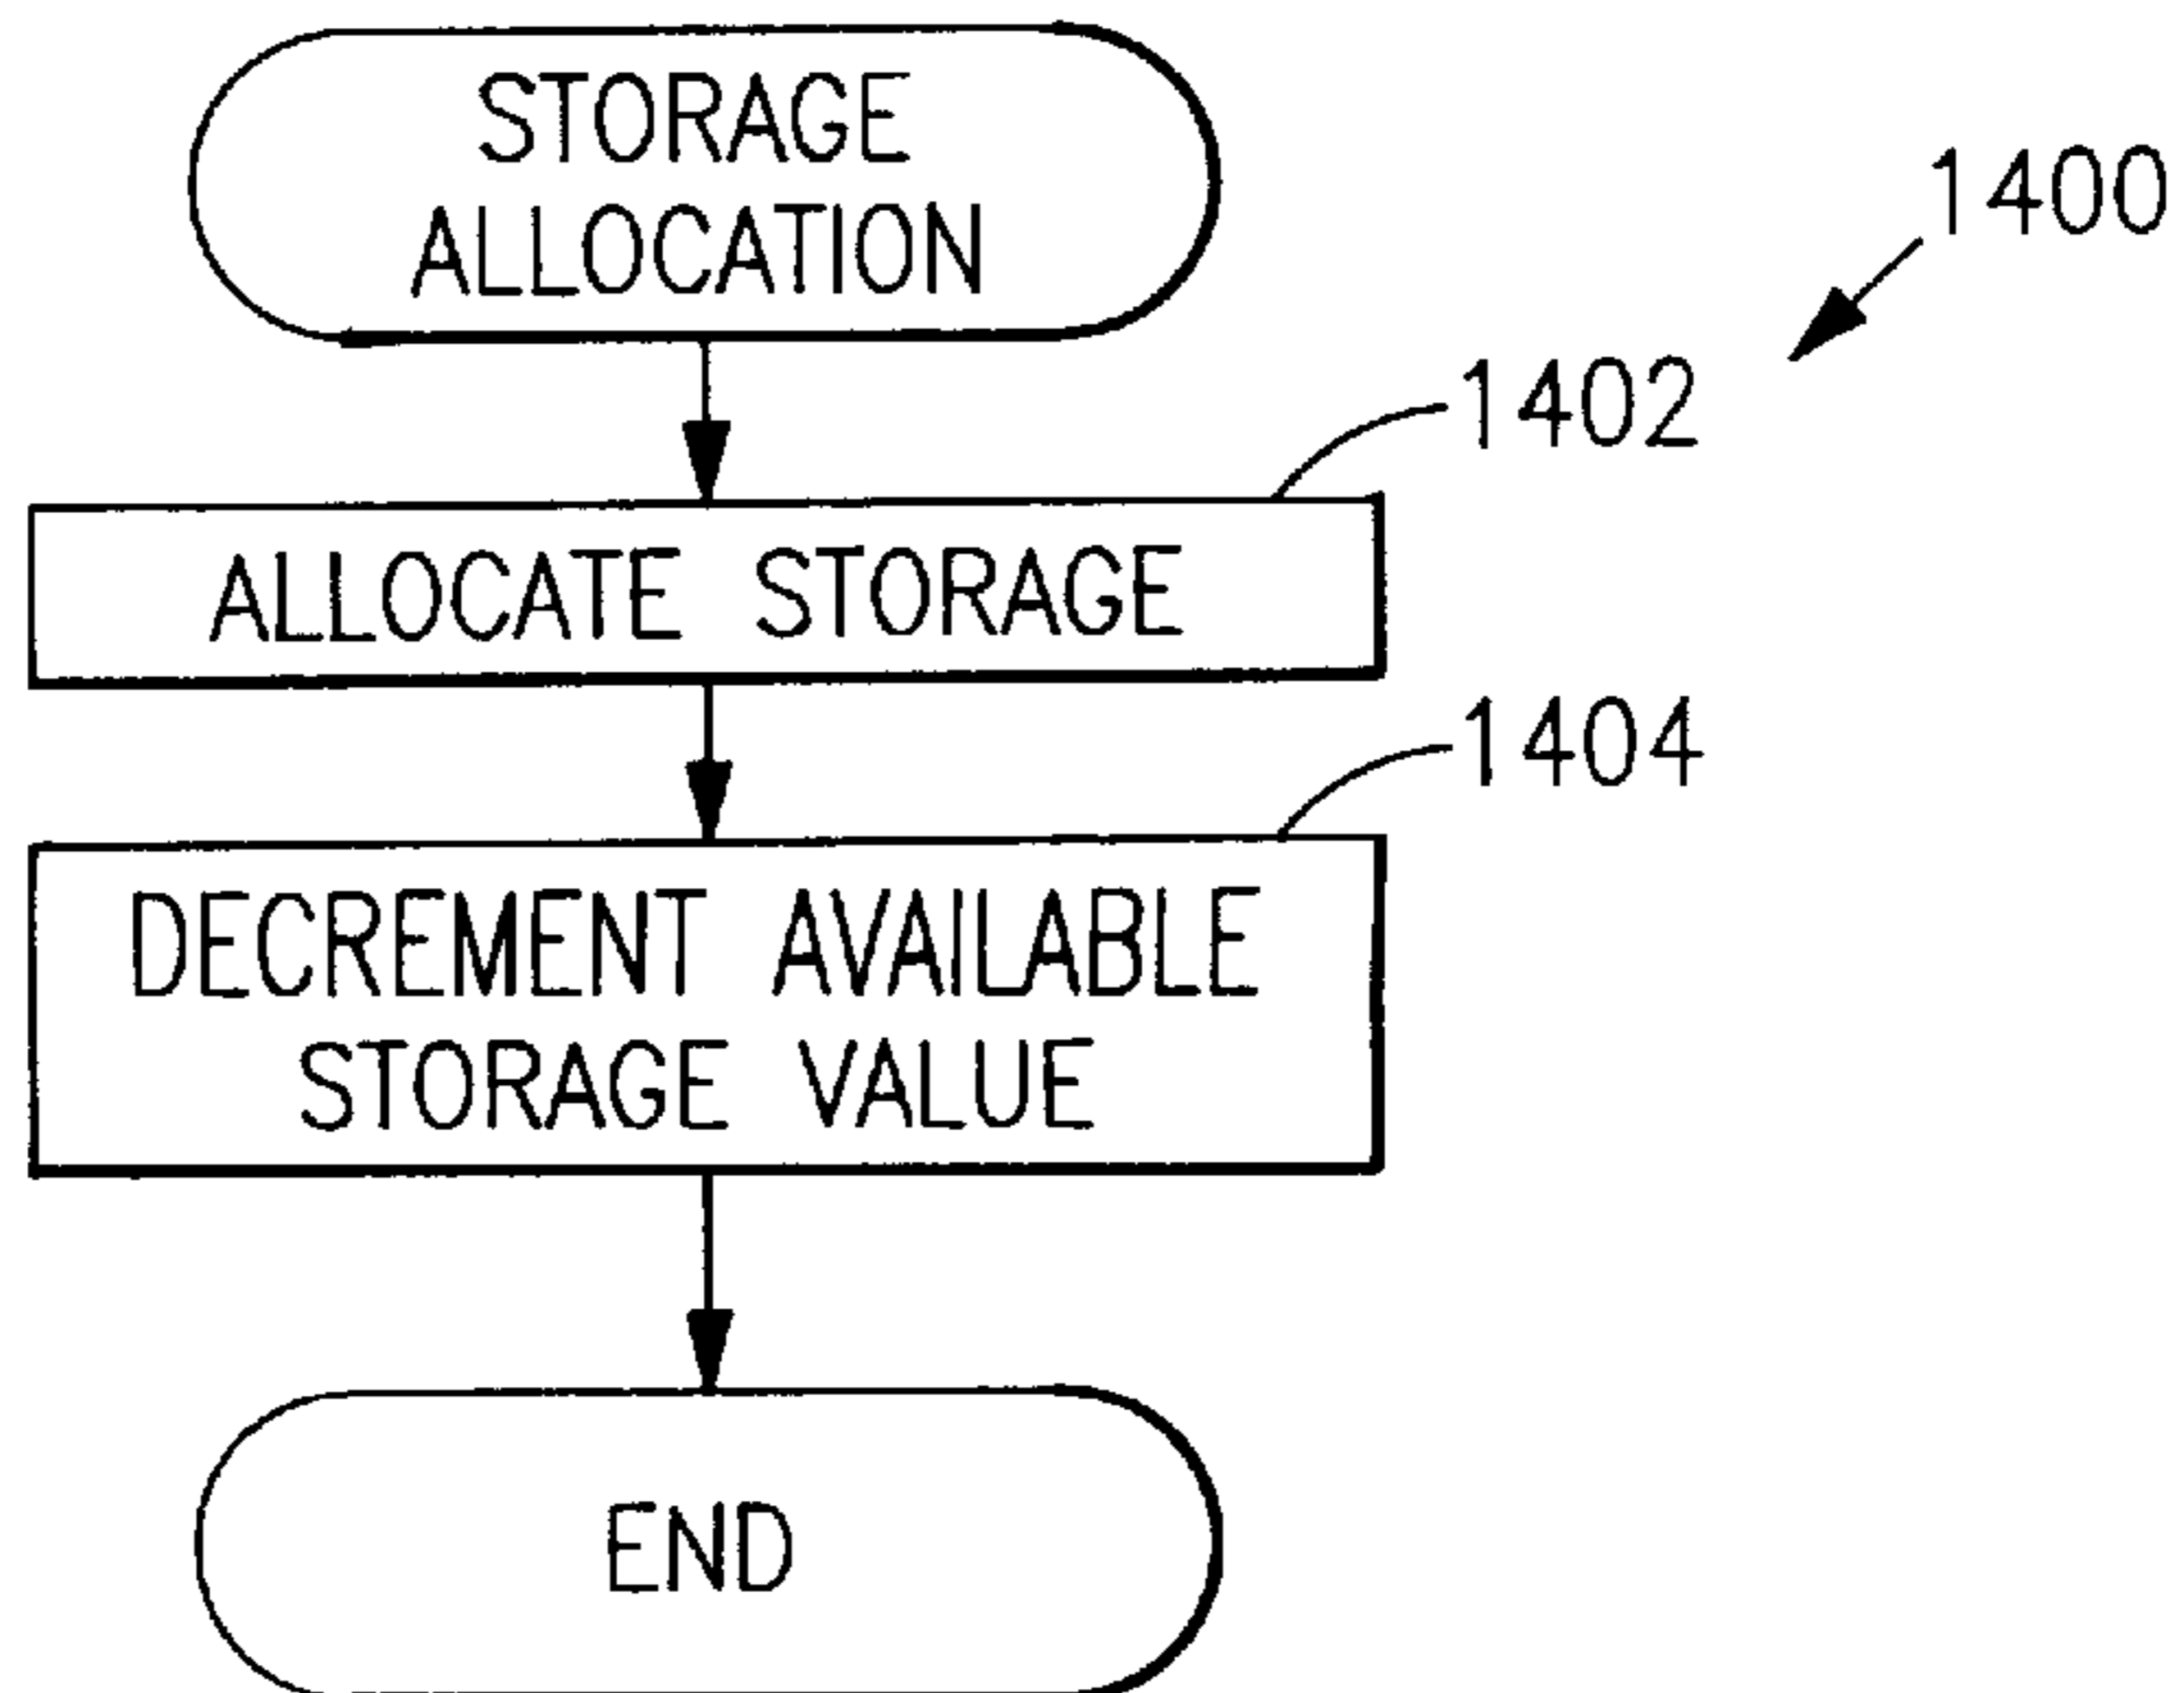 STORAGE
ALLOCATION
1400
1402
ALLOCATE STORAGE
1404
DECREMENT AVAILABLE
STORAGE VALUE
END